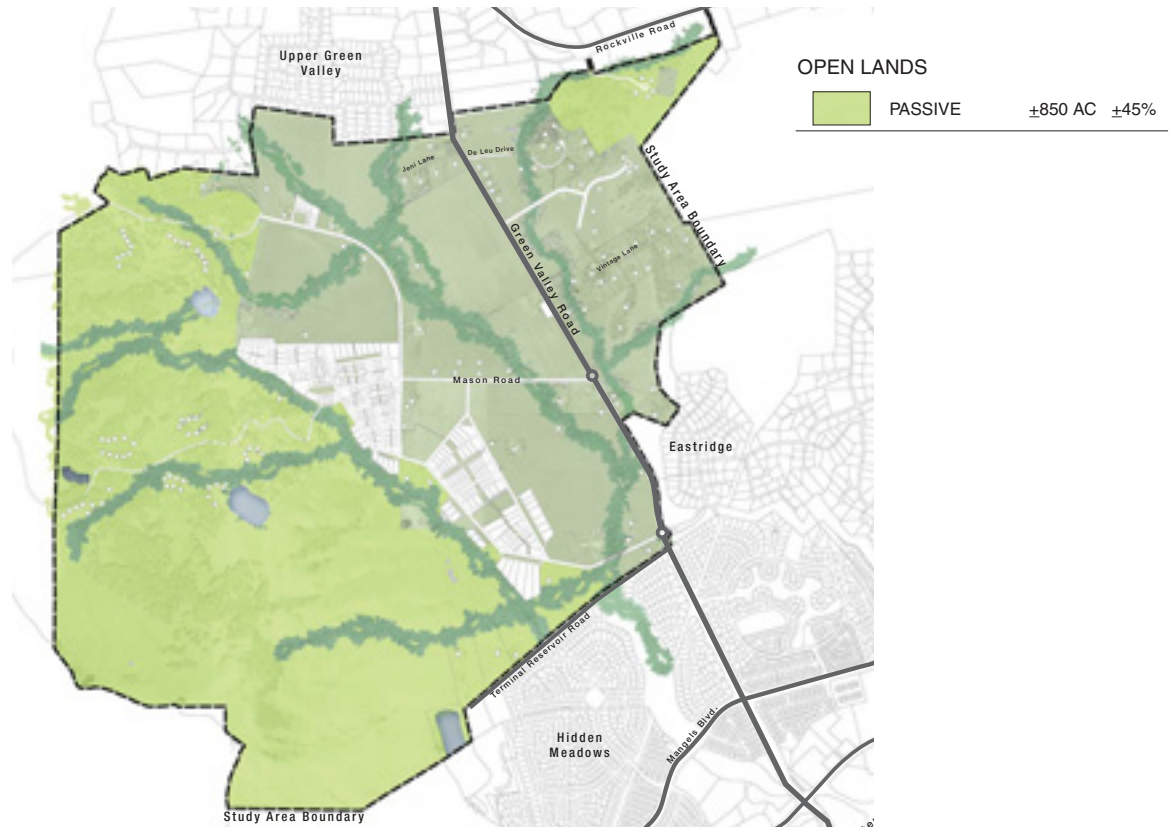 Upper Green
Valley
Rockville Road
OPEN LANDS
PASSIVE ±850 AC ±45%
Jeni Lane
De Leu Drive
Study Area Boundary
Green Valley Road
Vintage Lane
Mason Road
Eastridge
Terminal Reservoir Road
Hidden
Meadows
Mangels Blvd.
Study Area Boundary